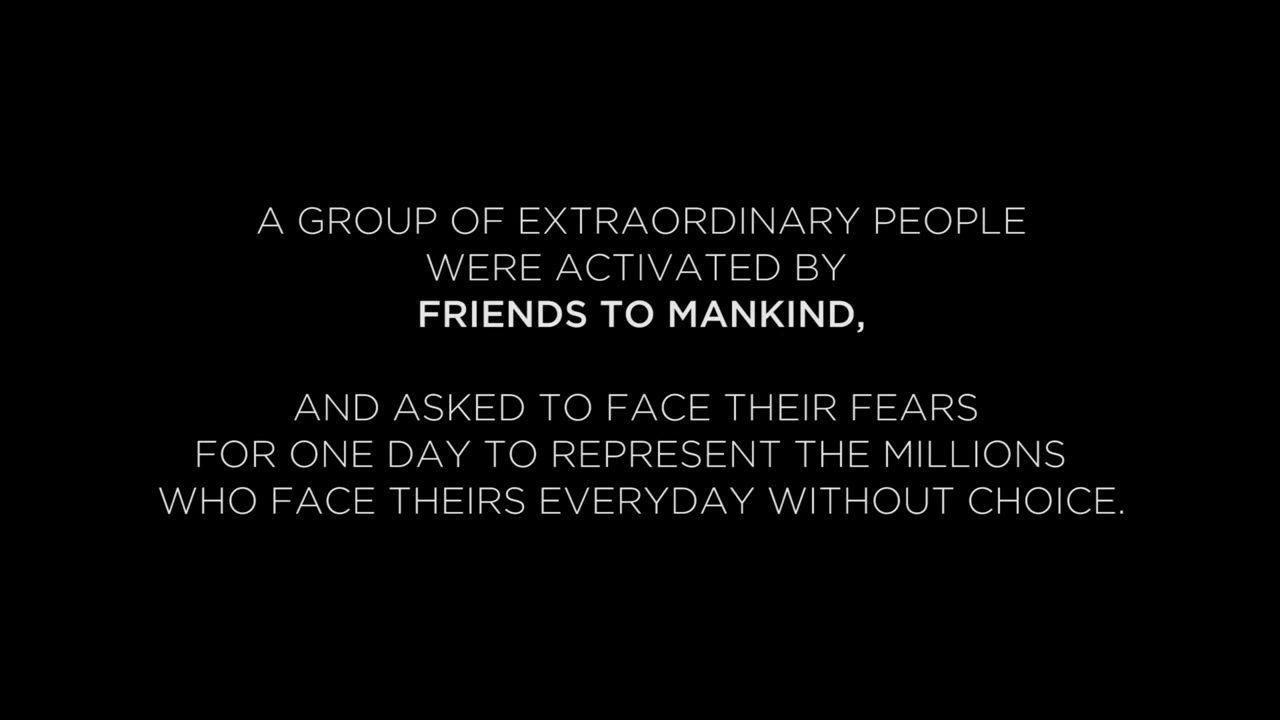 A GROUP OF EXTRAORDINARY PEOPLE
WERE ACTIVATED BY
FRIENDS TO MANKIND,
AND ASKED TO FACE THEIR FEARS
FOR ONE DAY TO REPRESENT THE MILLIONS
WHO FACE THEIRS EVERYDAY WITHOUT CHOICE.